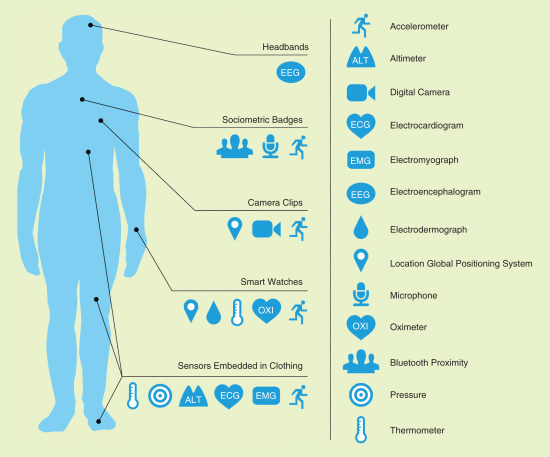 Headbands
EEG
Sociometric Badges
Camera Clips
Smart Watches
OXI
Sensors Embedded in Clothing
ALT ECG EMG
Accelerometer
ALT Altimeter
Digital Camera
ECG Electrocardiogram
EMG Electromyograph
EEG Electroencephalogram
Electrodermograph
Location Global Positioning System
Microphone
OXI Oximeter
Bluetooth Proximity
Pressure
Thermometer